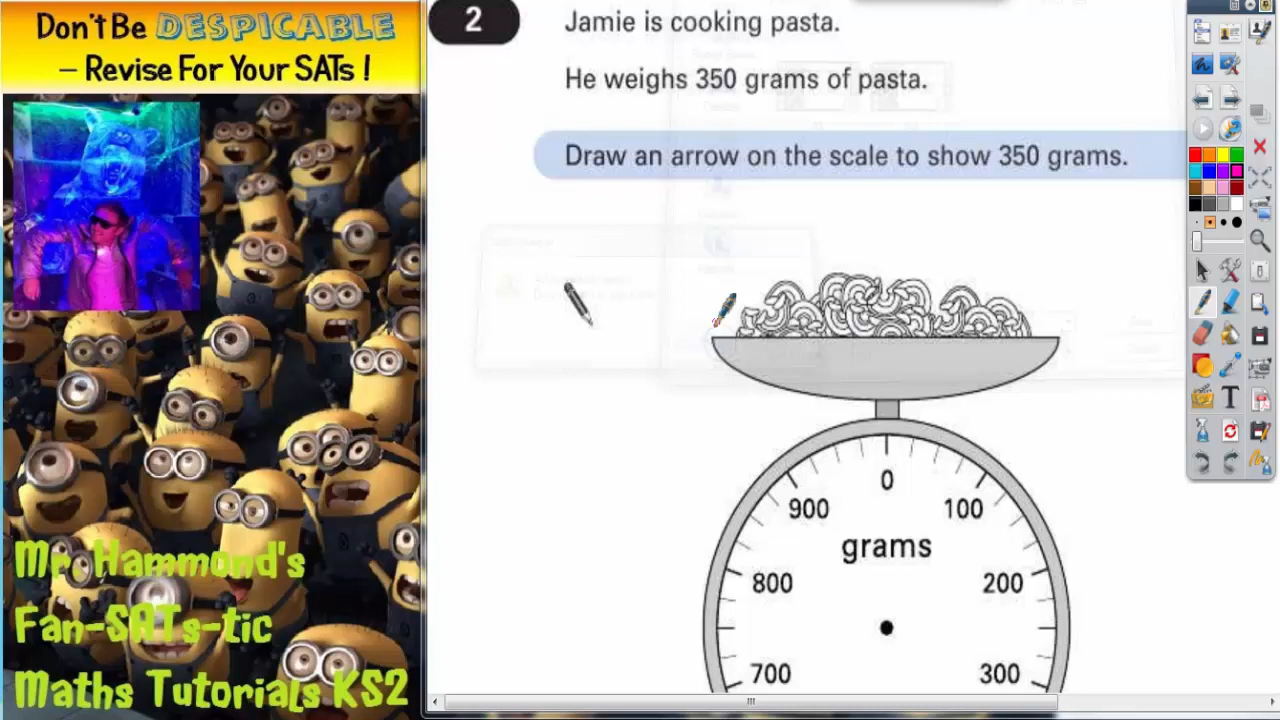 Don't Be DESPICABLE
– Revise For Your SATs !
Mr. Hammond's
Fan-SATs-tic
Maths Tutorials KS2
2
Jamie is cooking pasta.
He weighs 350 grams of pasta.
Draw an arrow on the scale to show 350 grams.
0
900
100
grams
800
200
700
300
T